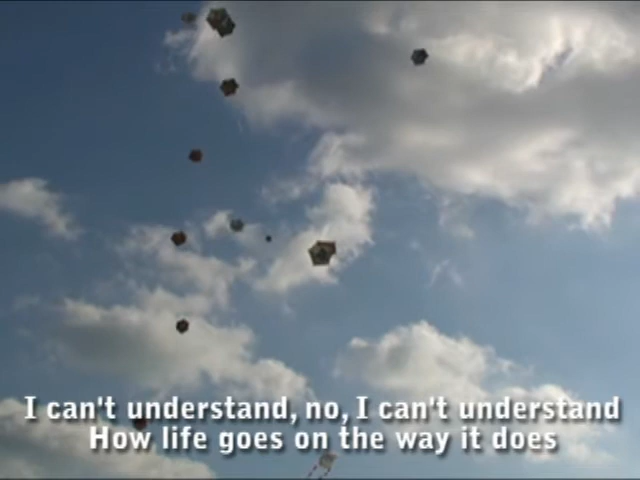 I can't understand, no, I can't understand
How life goes on the way it does